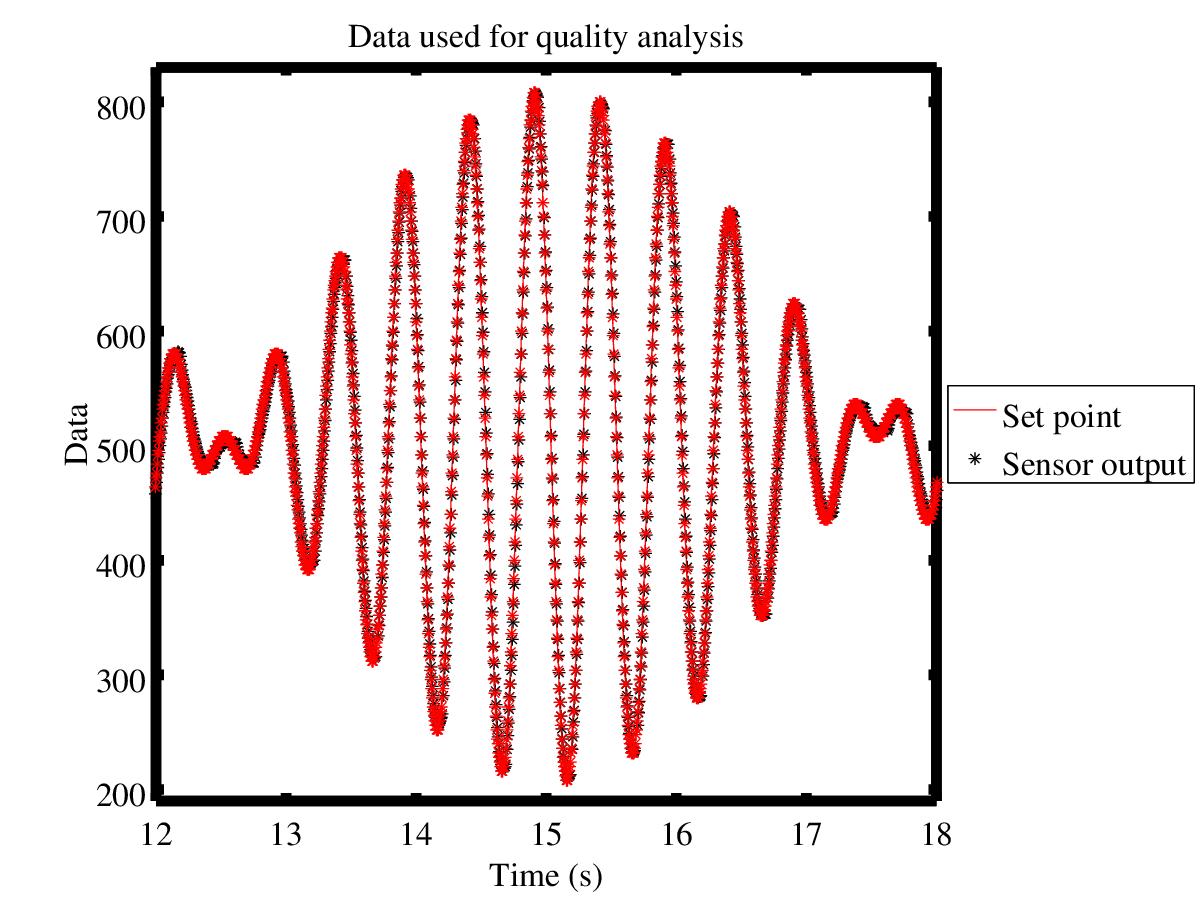 Data used for quality analysis
800
700
600
500
400
300
200
Data
12 13 14 15 16 17 18
Time (s)
Set point
Sensor output